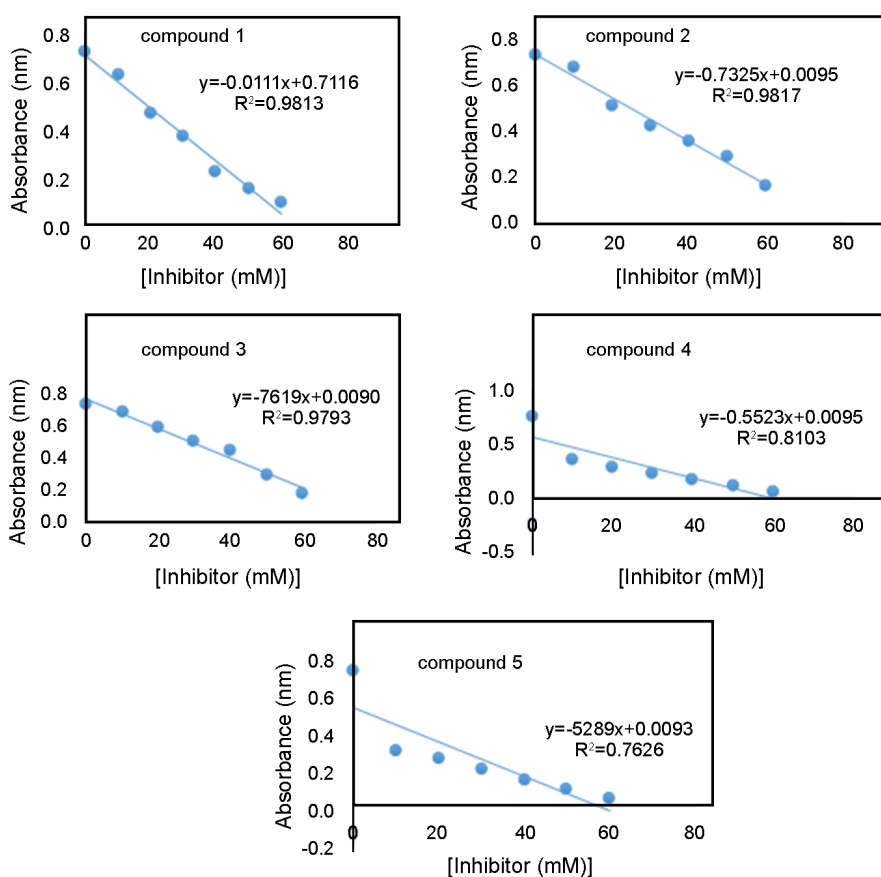 compound 1
y=-0.0111x+0.7116
R²=0.9813
Absorbance (nm)
0.8
0.6
0.4
0.2
0.0
0 20 40 60 80
[Inhibitor (mM)]
compound 2
y=-0.7325x+0.0095
R²=0.9817
Absorbance (nm)
0.8
0.6
0.4
0.2
0.0
0 20 40 60 80
[Inhibitor (mM)]
compound 3
y=-7619x+0.0090
R²=0.9793
Absorbance (nm)
0.8
0.6
0.4
0.2
0.0
0 20 40 60 80
[Inhibitor (mM)]
compound 4
y=-0.5523x+0.0095
R²=0.8103
Absorbance (nm)
1.0
0.5
0.0
-0.5
0 20 40 60 80
[Inhibitor (mM)]
compound 5
y=-5289x+0.0093
R²=0.7626
Absorbance (nm)
0.8
0.6
0.4
0.2
0.0
-0.2
0 20 40 60 80
[Inhibitor (mM)]